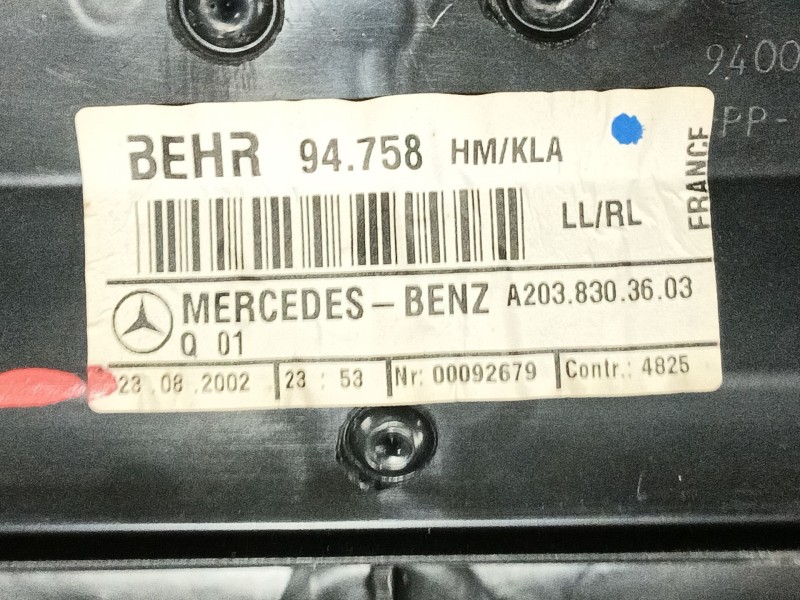 9400
PP-
BEHR 94.758 HM/KLA
LL/RL
FRANCE
MERCEDES-BENZ A203.830.36.03
Q 01
23.08.2002 23:53 Nr: 00092679 Contr.: 4825